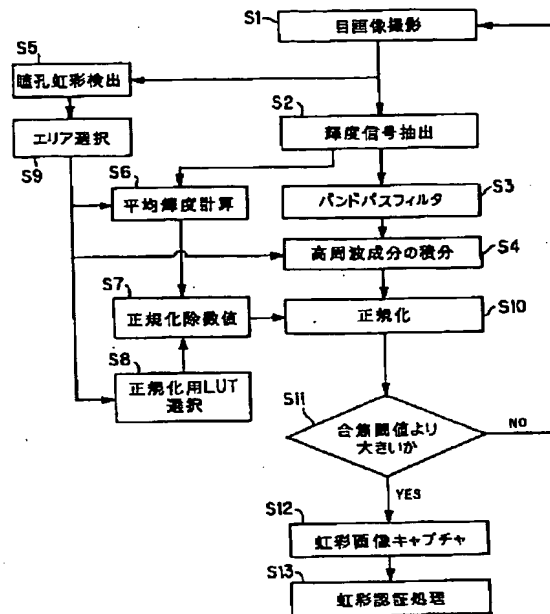 S1
目画像撮影
S5
瞳孔虹彩検出
S2
輝度信号抽出
エリア選択
S9
S6
平均輝度計算
S3
バンドパスフィルタ
S4
高周波成分の積分
S7
正規化除数値
正規化
S10
S8
正規化用LUT
選択
S11
合焦閾値より
大きいか
NO
YES
S12
虹彩画像キャプチャ
S13
虹彩認証処理